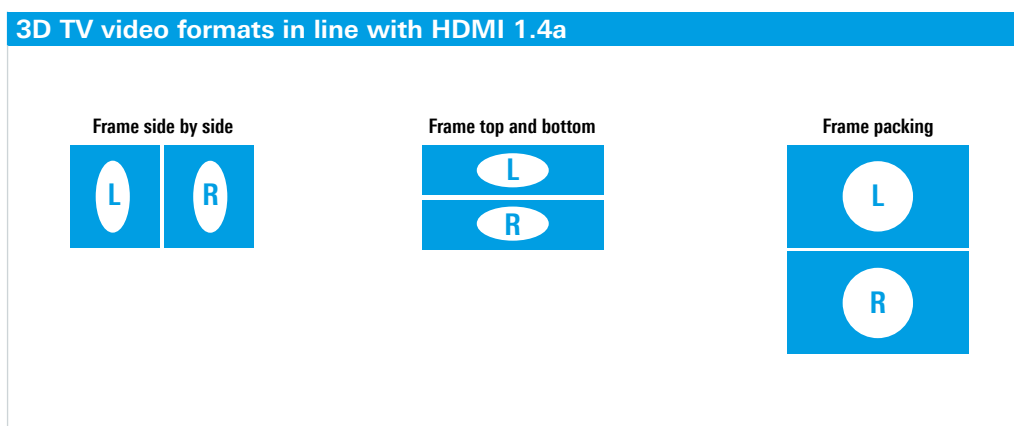 3D TV video formats in line with HDMI 1.4a
Frame side by side
L R
Frame top and bottom
L
R
Frame packing
L
R